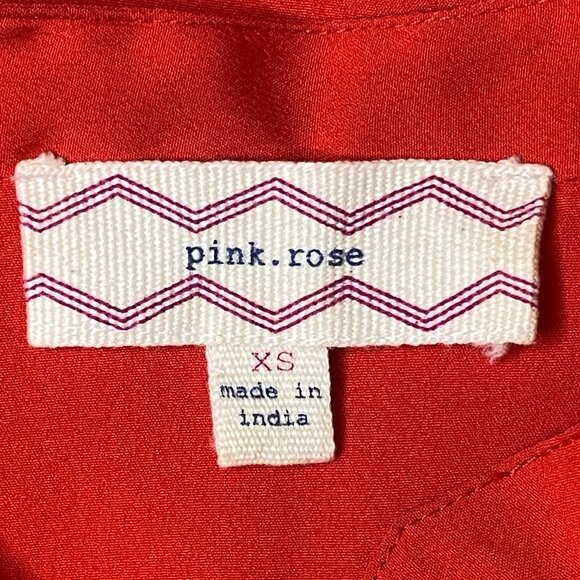 pink.rose
XS
made in
india